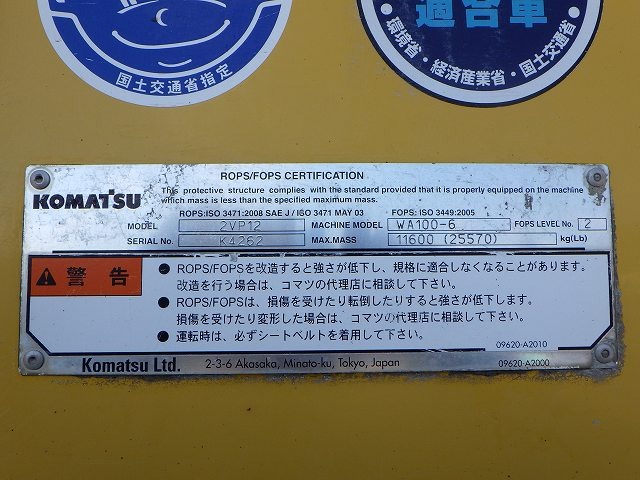 国土交通省指定
適合車
・環境省・経済産業省・国土交通省
ROPS/FOPS CERTIFICATION
KOMATSU
This protective structure complies with the standard provided that it is properly equipped on the machine
which mass is less than the specified maximum mass.
ROPS:ISO 3471:2008 SAE J / ISO 3471 MAY 03 FOPS: ISO 3449:2005
MODEL 2VP12 MACHINE MODEL WA100-6 FOPS LEVEL No. 2
SERIAL No. K4262 MAX.MASS 11600 (25570) kg(Lb)
警告
● ROPS/FOPSを改造すると強さが低下し、規格に適合しなくなることがあります。
改造を行う場合は、コマツの代理店に相談して下さい。
● ROPS/FOPSは、損傷を受けたり転倒したりすると強さが低下します。
損傷を受けたり変形した場合は、コマツの代理店に相談して下さい。
● 運転時は、必ずシートベルトを着用して下さい。
09620-A2010
Komatsu Ltd. 2-3-6 Akasaka, Minato-ku, Tokyo, Japan 09620-A2000